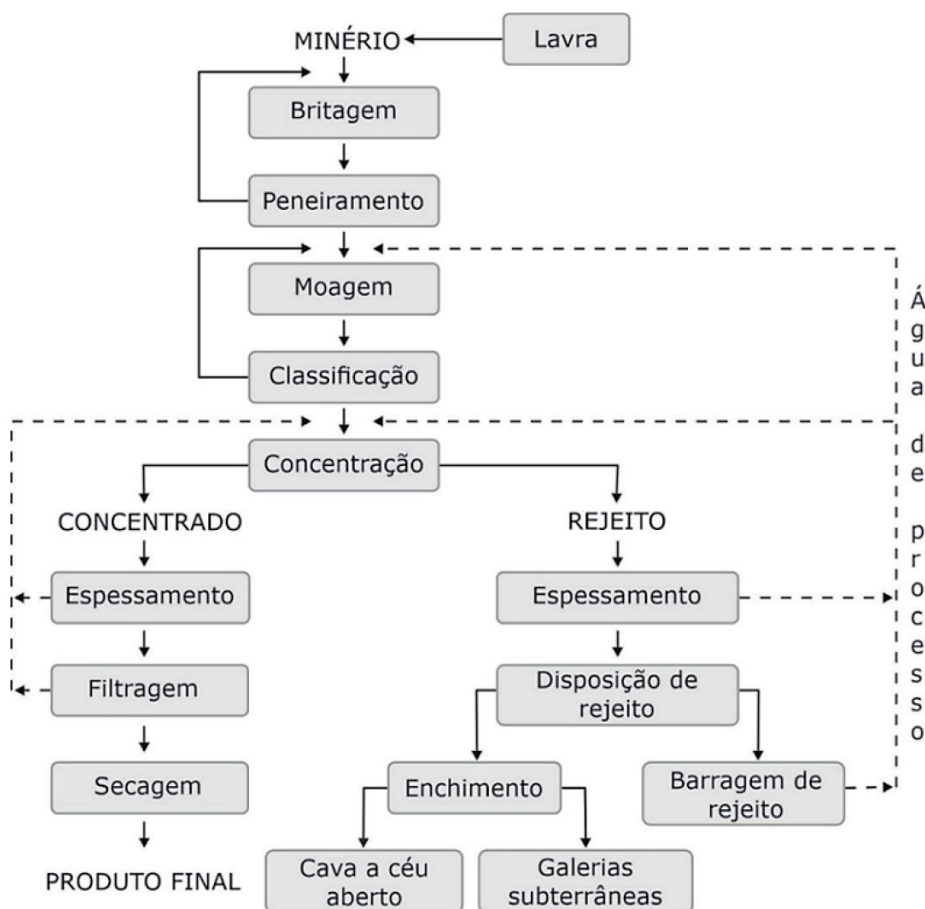 MINÉRIO
Lavra
Britagem
Peneiramento
Moagem
Classificação
Concentração
CONCENTRADO
REJEITO
Espessamento
Espessamento
Filtragem
Disposição de
rejeito
Secagem
Enchimento
Barragem de
rejeito
PRODUTO FINAL
Cava a céu
aberto
Galerias
subterrâneas
Água de processo